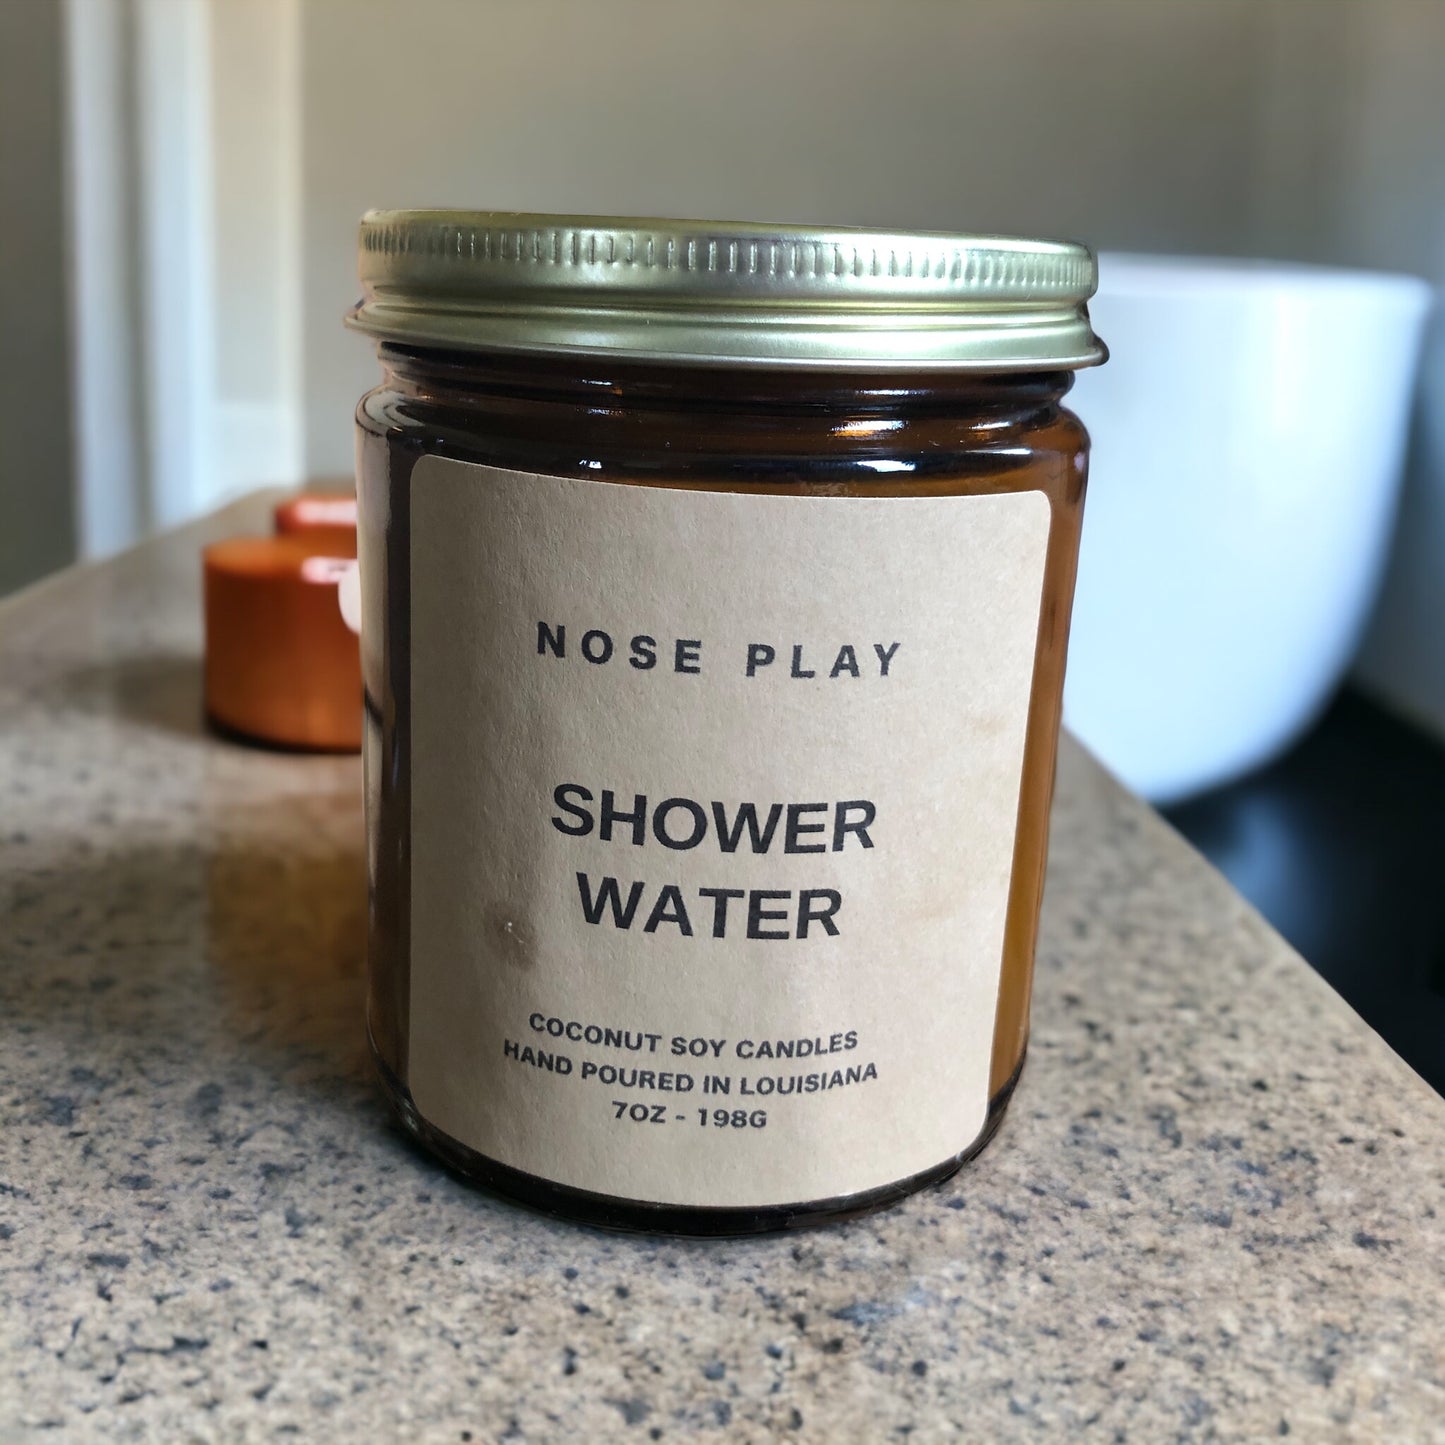 NOSE PLAY
SHOWER
WATER
COCONUT SOY CANDLES
HAND POURED IN LOUISIANA
7OZ - 198G